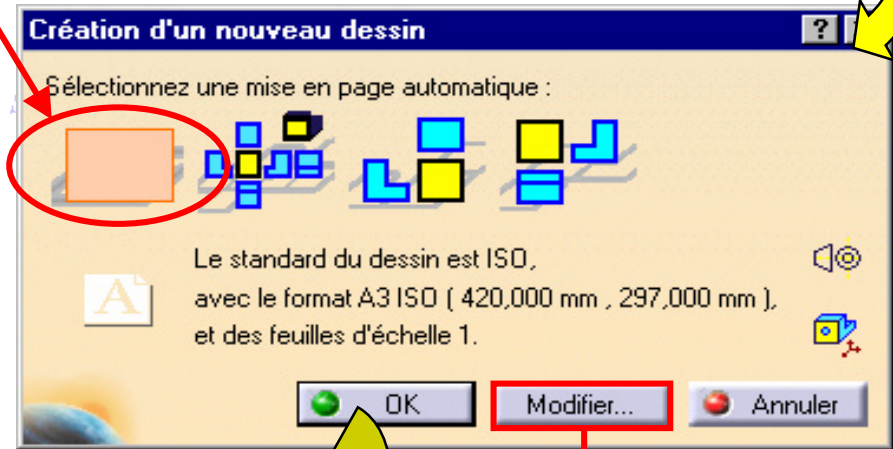 Création d'un nouveau dessin
?
Sélectionnez une mise en page automatique :
Le standard du dessin est ISO,
A
avec le format A3 ISO ( 420,000 mm , 297,000 mm ),
et des feuilles d'échelle 1.
OK Modifier... Annuler